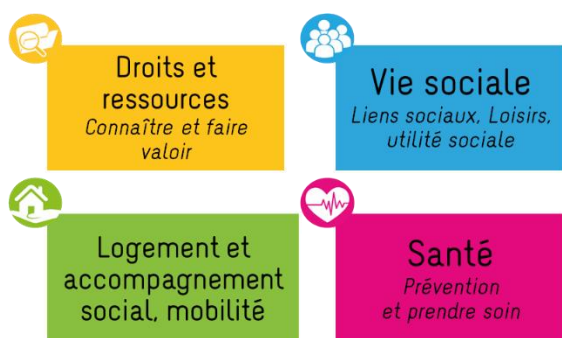 Droits et
ressources
Connaître et faire
valoir
Vie sociale
Liens sociaux, Loisirs,
utilité sociale
Logement et
accompagnement
social, mobilité
Santé
Prévention
et prendre soin